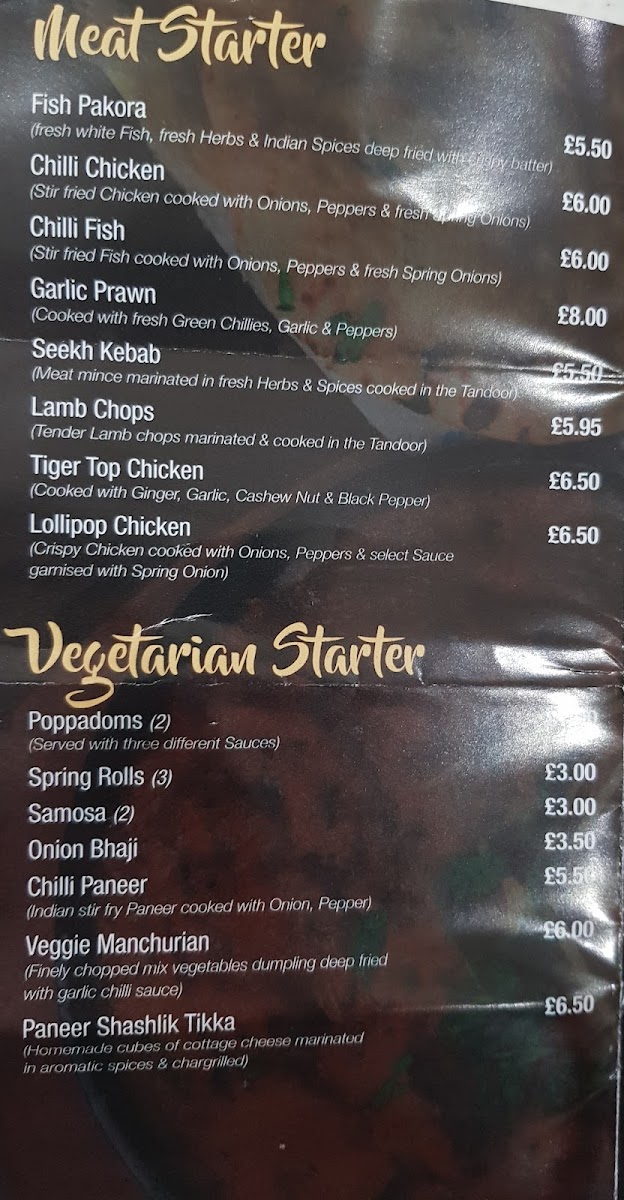 Meat Starter
Fish Pakora £5.50
(fresh white Fish, fresh Herbs & Indian Spices deep fried with crispy batter)
Chilli Chicken £6.00
(Stir fried Chicken cooked with Onions, Peppers & fresh Spring Onions)
Chilli Fish £6.00
(Stir fried Fish cooked with Onions, Peppers & fresh Spring Onions)
Garlic Prawn £8.00
(Cooked with fresh Green Chillies, Garlic & Peppers)
Seekh Kebab £5.50
(Meat mince marinated in fresh Herbs & Spices cooked in the Tandoor)
Lamb Chops £5.95
(Tender Lamb chops marinated & cooked in the Tandoor)
Tiger Top Chicken £6.50
(Cooked with Ginger, Garlic, Cashew Nut & Black Pepper)
Lollipop Chicken £6.50
(Crispy Chicken cooked with Onions, Peppers & select Sauce
garnised with Spring Onion)
Vegetarian Starter
Poppadoms (2)
(Served with three different Sauces)
Spring Rolls (3) £3.00
Samosa (2) £3.00
Onion Bhaji £3.50
Chilli Paneer £5.50
(Indian stir fry Paneer cooked with Onion, Pepper)
Veggie Manchurian £6.00
(Finely chopped mix vegetables dumpling deep fried
with garlic chilli sauce)
Paneer Shashlik Tikka £6.50
(Homemade cubes of cottage cheese marinated
in aromatic spices & chargrilled)